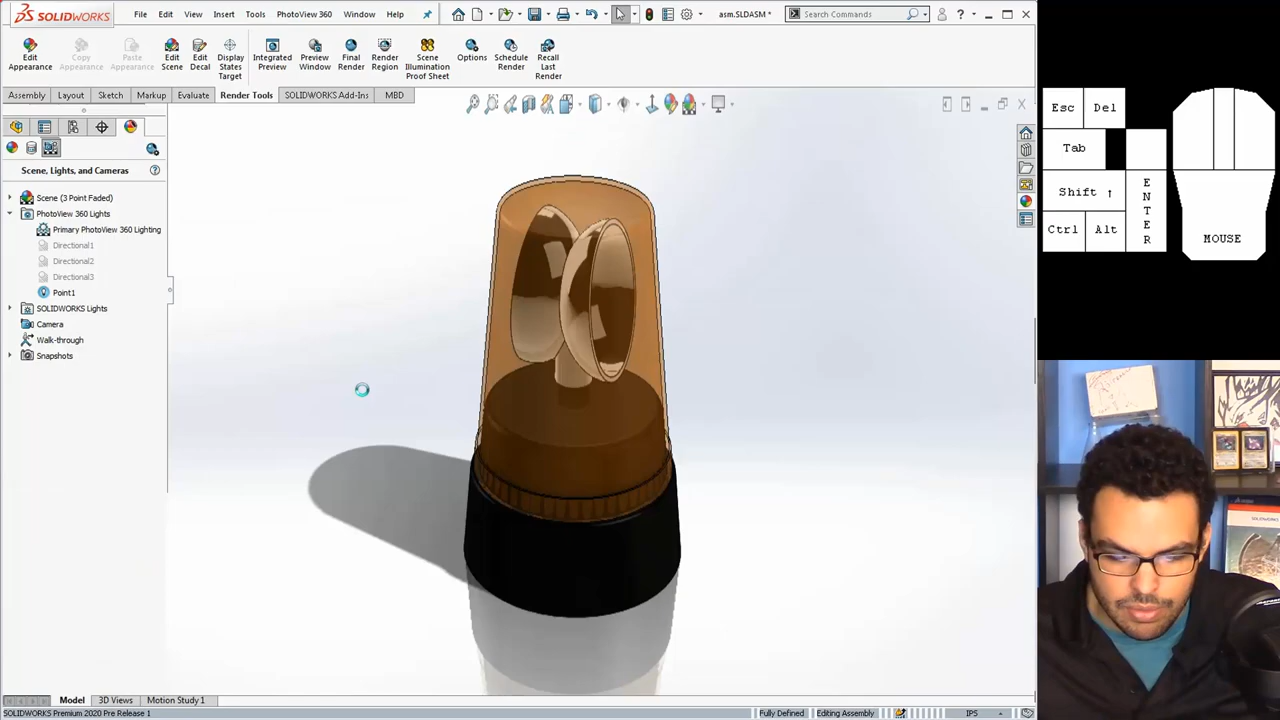 SOLIDWORKS
File
Edit
View
Insert
Tools
PhotoView 360
Window
Help
asm.SLDASM *
Search Commands
?
Edit Appearance
Copy Appearance
Paste Appearance
Edit Scene
Edit Decal
Display States Target
Integrated Preview
Preview Window
Final Render
Render Region
Scene Illumination Proof Sheet
Options
Schedule Render
Recall Last Render
Assembly
Layout
Sketch
Markup
Evaluate
Render Tools
SOLIDWORKS Add-Ins
MBD
Scene, Lights, and Cameras
?
Scene (3 Point Faded)
PhotoView 360 Lights
Primary PhotoView 360 Lighting
Directional1
Directional2
Directional3
Point1
SOLIDWORKS Lights
Camera
Walk-through
Snapshots
Model
3D Views
Motion Study 1
SOLIDWORKS Premium 2020 Pre Release 1
Fully Defined
Editing Assembly
IPS
Esc
Del
Tab
Shift ↑
Ctrl
Alt
ENTER
MOUSE